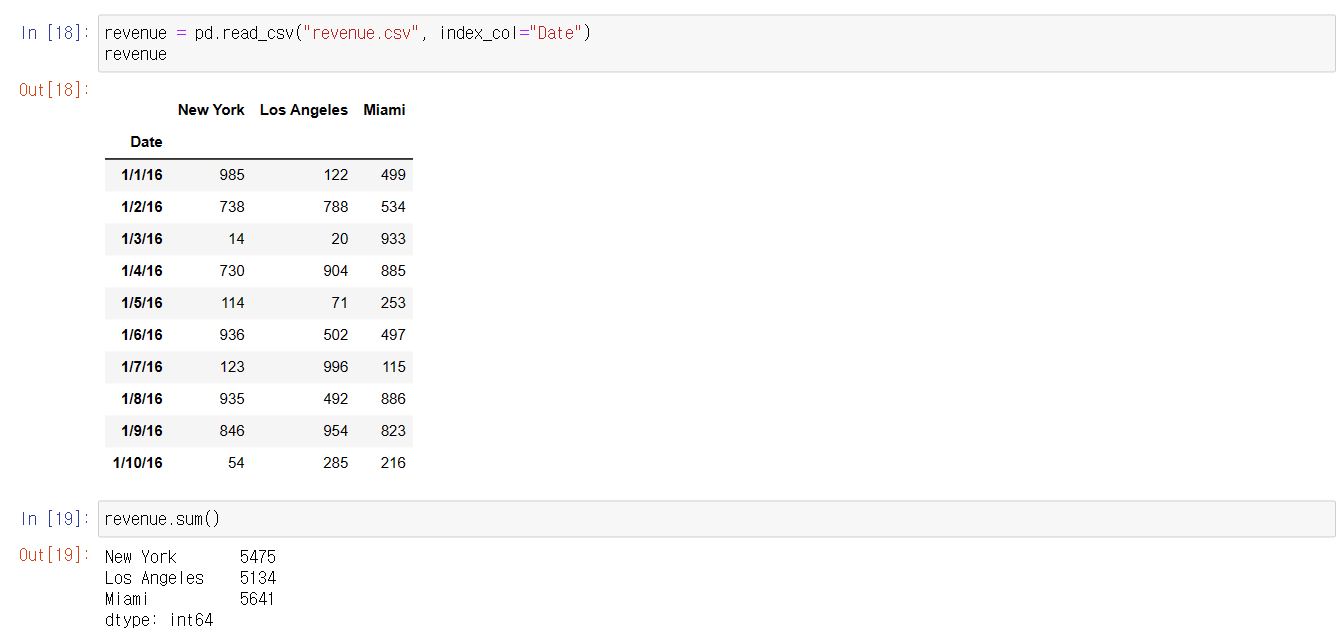 In [18]: revenue = pd.read_csv("revenue.csv", index_col="Date")
revenue
Out[18]:
New York Los Angeles Miami
Date
1/1/16 985 122 499
1/2/16 738 788 534
1/3/16 14 20 933
1/4/16 730 904 885
1/5/16 114 71 253
1/6/16 936 502 497
1/7/16 123 996 115
1/8/16 935 492 886
1/9/16 846 954 823
1/10/16 54 285 216
In [19]: revenue.sum()
Out[19]: New York 5475
Los Angeles 5134
Miami 5641
dtype: int64